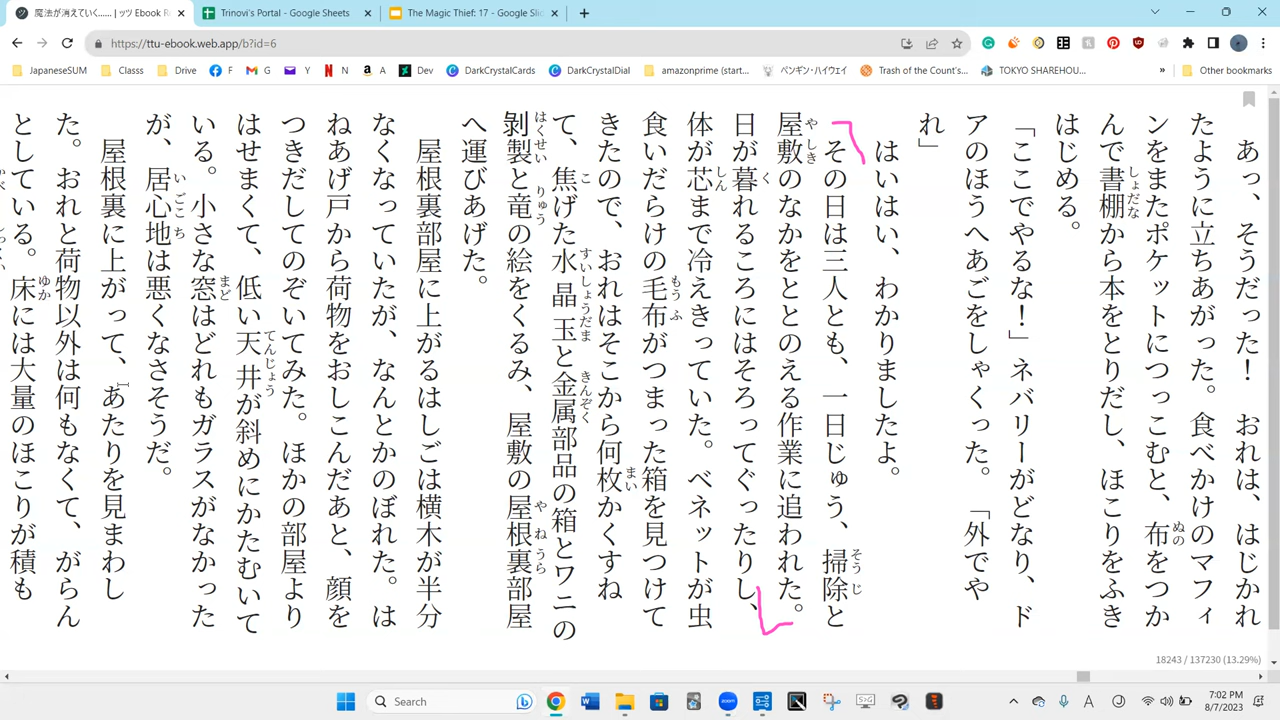 魔法が消えていく...... | ッツ Ebook R
Trinovi's Portal - Google Sheets
The Magic Thief: 17 - Google Slid
https://ttu-ebook.web.app/b?id=6
JapaneseSUM
Classs
Drive
F
M G
Y
N
A
Dev
DarkCrystalCards
DarkCrystalDial
amazonprime (start...
ペンギン・ハイウェイ
Trash of the Count's...
TOKYO SHAREHOU...
»
Other bookmarks
あっ、そうだった! おれは、はじかれ
たように立ちあがった。食べかけのマフィ
ンをまたポケットにつっこむと、布をつか
んで書棚から本をとりだし、ほこりをふき
はじめる。
「ここでやるな!」ネバリーがどなり、ド
アのほうへあごをしゃくった。「外でや
れ」
はいはい、わかりましたよ。
その日は三人とも、一日じゅう、掃除と
屋敷のなかをととのえる作業に追われた。
日が暮れるころにはそろってぐったりし、
体が芯まで冷えきっていた。ベネットが虫
食いだらけの毛布がつまった箱を見つけて
きたので、おれはそこから何枚かくすね
て、焦げた水晶玉と金属部品の箱とワニの
剝製と竜の絵をくるみ、屋敷の屋根裏部屋
へ運びあげた。
屋根裏部屋に上がるはしごは横木が半分
なくなっていたが、なんとかのぼれた。は
ねあげ戸から荷物をおしこんだあと、顔を
つきだしてのぞいてみた。ほかの部屋より
はせまくて、低い天井が斜めにかたむいて
いる。小さな窓はどれもガラスがなかった
が、居心地は悪くなさそうだ。
屋根裏に上がって、あたりを見まわし
た。おれと荷物以外は何もなくて、がらん
としている。床には大量のほこりが積も
18243 / 137230 (13.29%)
Search
A
7:02 PM
8/7/2023